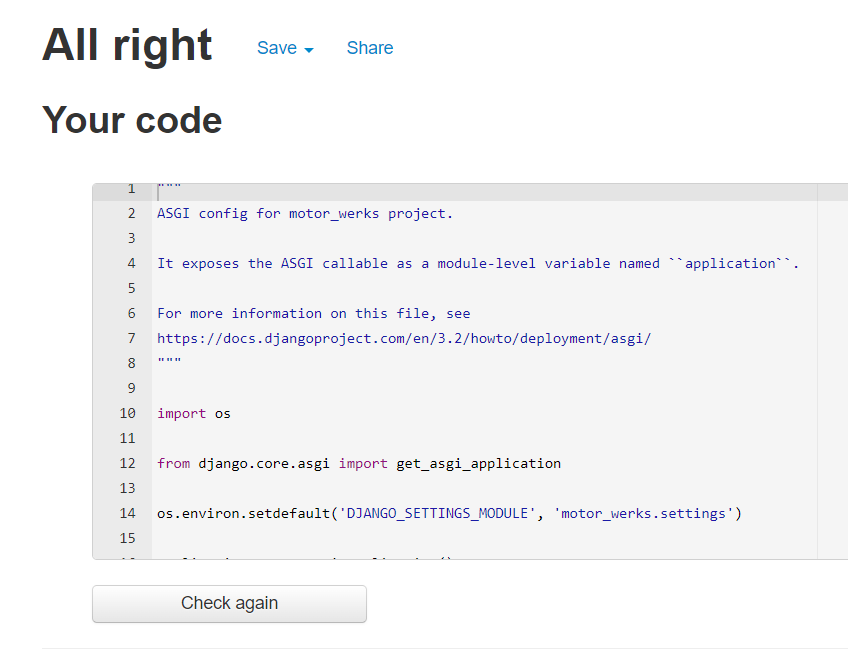 All right
Save
Share
Your code
1 """
2 ASGI config for motor_werks project.
3
4 It exposes the ASGI callable as a module-level variable named ``application``.
5
6 For more information on this file, see
7 https://docs.djangoproject.com/en/3.2/howto/deployment/asgi/
8 """
9
10 import os
11
12 from django.core.asgi import get_asgi_application
13
14 os.environ.setdefault('DJANGO_SETTINGS_MODULE', 'motor_werks.settings')
15
Check again